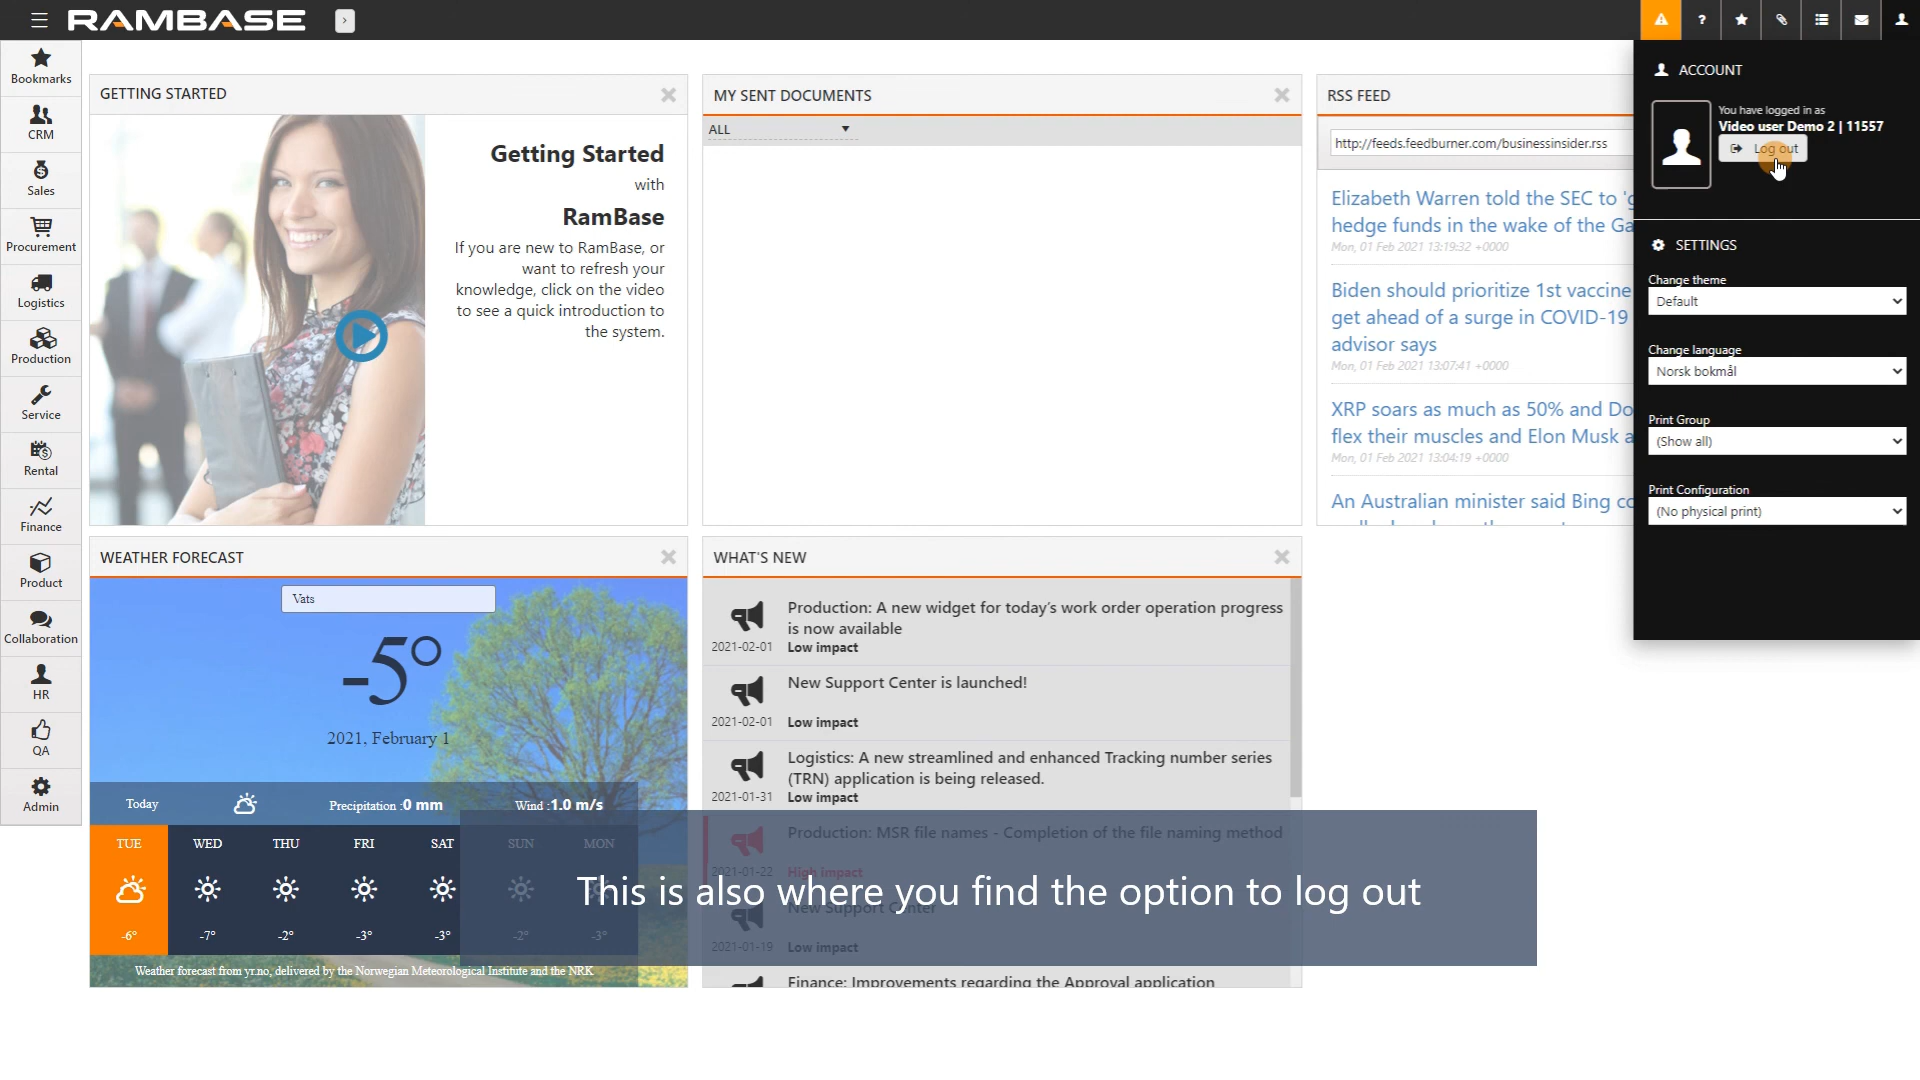 RAMBASE
Bookmarks
CRM
Sales
Procurement
Logistics
Production
Service
Rental
Finance
Product
Collaboration
HR
QA
Admin
GETTING STARTED
Getting Started
with
RamBase
If you are new to RamBase, or
want to refresh your
knowledge, click on the video
to see a quick introduction to
the system.
MY SENT DOCUMENTS
ALL
RSS FEED
http://feeds.feedburner.com/businessinsider.rss
Elizabeth Warren told the SEC to
hedge funds in the wake of the Ga
Mon, 01 Feb 2021 13:19:32 +0000
Biden should prioritize 1st vaccine
get ahead of a surge in COVID-19
advisor says
Mon, 01 Feb 2021 13:07:41 +0000
XRP soars as much as 50% and Do
flex their muscles and Elon Musk a
Mon, 01 Feb 2021 13:04:19 +0000
An Australian minister said Bing co
ACCOUNT
You have logged in as
Video user Demo 2 | 11557
Log out
SETTINGS
Change theme
Default
Change language
Norsk bokmål
Print Group
(Show all)
Print Configuration
(No physical print)
WEATHER FORECAST
Vats
-5°
2021, February 1
Today
Precipitation :0 mm
Wind :1.0 m/s
TUE WED THU FRI SAT SUN MON
-6° -7° -2° -3° -3° -2° -3°
Weather forecast from yr.no, delivered by the Norwegian Meteorological Institute and the NRK
WHAT'S NEW
Production: A new widget for today's work order operation progress
is now available
2021-02-01 Low impact
New Support Center is launched!
2021-02-01 Low impact
Logistics: A new streamlined and enhanced Tracking number series
(TRN) application is being released.
2021-01-31 Low impact
Production: MSR file names - Completion of the file naming method
2021-01-22 High impact
New Support Center
2021-01-19 Low impact
Finance: Improvements regarding the Approval application
This is also where you find the option to log out